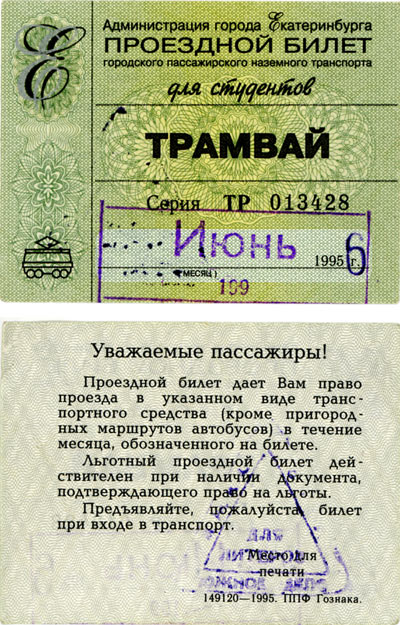 Администрация города Екатеринбурга
ПРОЕЗДНОЙ БИЛЕТ
городского пассажирского наземного транспорта
для студентов
ТРАМВАЙ
Серия ТР 013428
Июнь
1995 г. 6
(МЕСЯЦ)
199
Уважаемые пассажиры!
Проездной билет дает Вам право
проезда в указанном виде транс-
портного средства (кроме пригород-
ных маршрутов автобусов) в течение
месяца, обозначенного на билете.
Льготный проездной билет дей-
ствителен при наличии документа,
подтверждающего право на льготы.
Предъявляйте, пожалуйста, билет
при входе в транспорт.
ДЛЯ
Место для
печати
149120—1995. ППФ Гознака.